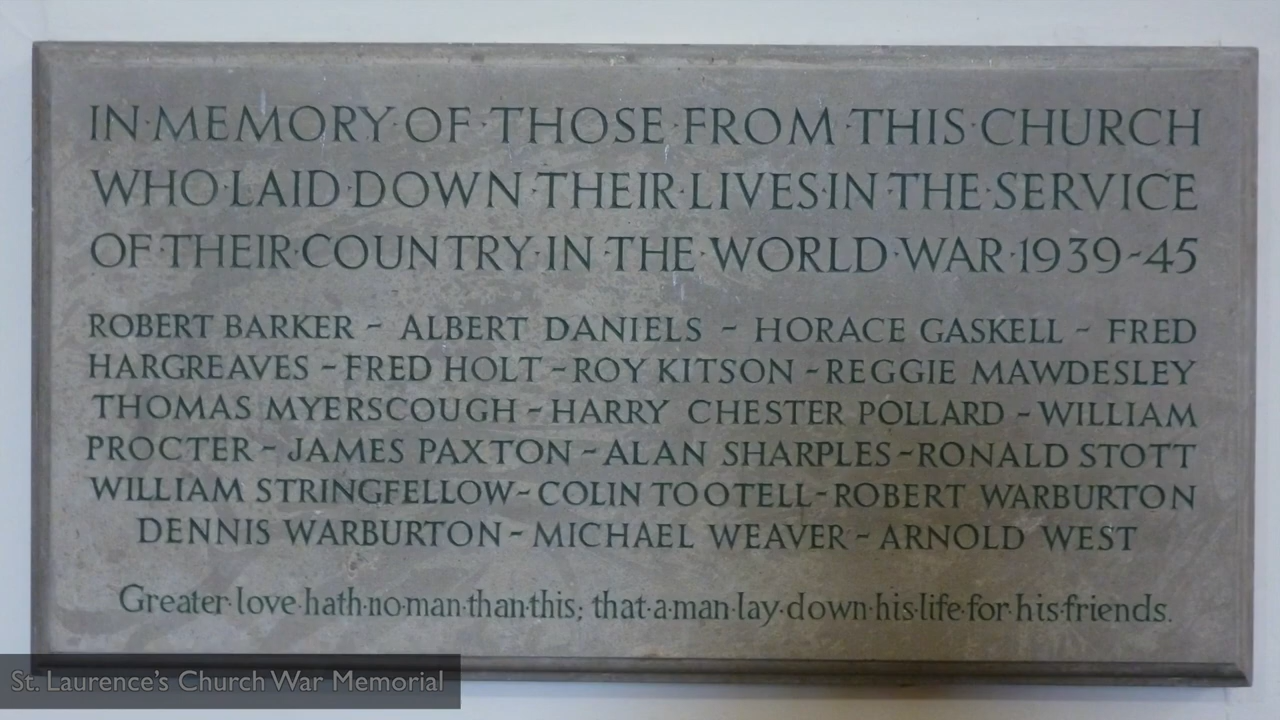 IN·MEMORY·OF·THOSE·FROM·THIS·CHURCH
WHO·LAID·DOWN·THEIR·LIVES·IN·THE·SERVICE
OF·THEIR·COUNTRY·IN·THE·WORLD·WAR·1939-45
ROBERT BARKER - ALBERT DANIELS - HORACE GASKELL - FRED
HARGREAVES - FRED HOLT - ROY KITSON - REGGIE MAWDESLEY
THOMAS MYERSCOUGH - HARRY CHESTER POLLARD - WILLIAM
PROCTER - JAMES PAXTON - ALAN SHARPLES - RONALD STOTT
WILLIAM STRINGFELLOW - COLIN TOOTELL - ROBERT WARBURTON
DENNIS WARBURTON - MICHAEL WEAVER - ARNOLD WEST
Greater·love·hath·no·man·than·this; that·a·man·lay·down·his·life·for·his·friends.
St. Laurence's Church War Memorial